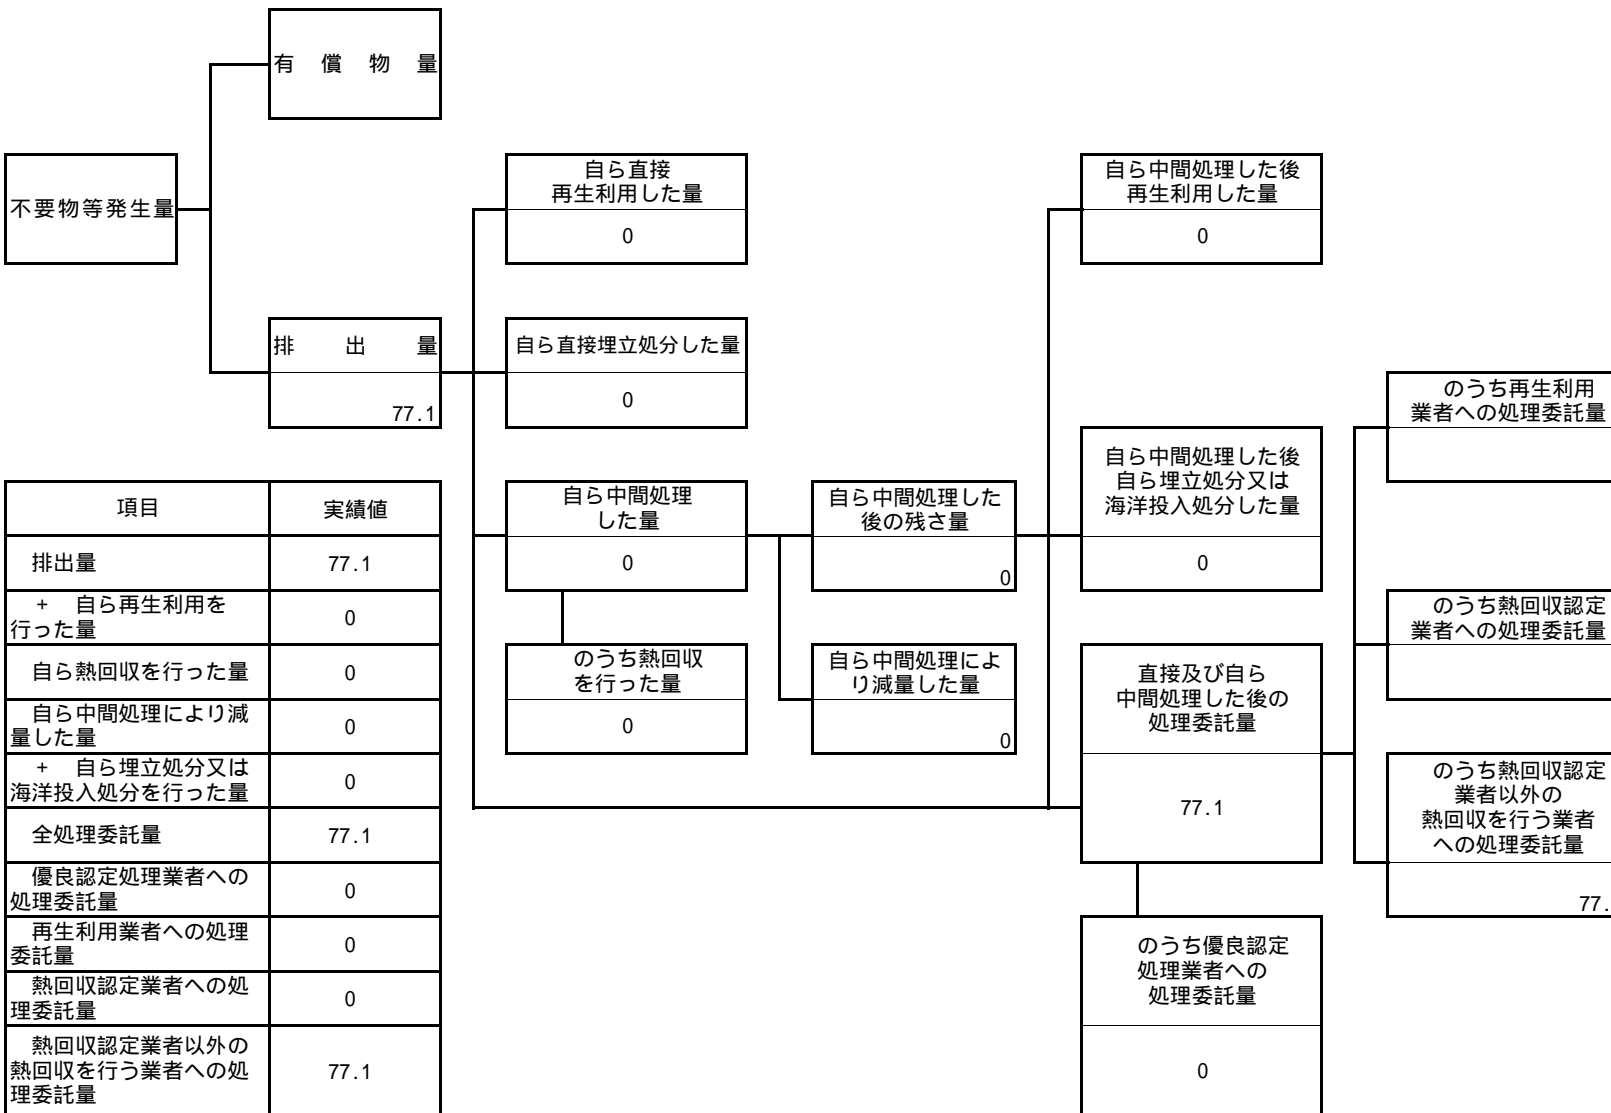 有償物量
不要物等発生量
排出量
77.1
自ら直接
再生利用した量
0
自ら直接埋立処分した量
0
自ら中間処理
した量
0
のうち熱回収
を行った量
0
自ら中間処理した
後の残さ量
0
自ら中間処理によ
り減量した量
0
自ら中間処理した後
再生利用した量
0
自ら中間処理した後
自ら埋立処分又は
海洋投入処分した量
0
直接及び自ら
中間処理した後の
処理委託量
77.1
のうち優良認定
処理業者への
処理委託量
0
のうち再生利用
業者への処理委託量
のうち熱回収認定
業者への処理委託量
のうち熱回収認定
業者以外の
熱回収を行う業者
への処理委託量
77.
項目 実績値
排出量 77.1
+ 自ら再生利用を
行った量 0
自ら熱回収を行った量 0
自ら中間処理により減
量した量 0
+ 自ら埋立処分又は
海洋投入処分を行った量 0
全処理委託量 77.1
優良認定処理業者への
処理委託量 0
再生利用業者への処理
委託量 0
熱回収認定業者への処
理委託量 0
熱回収認定業者以外の
熱回収を行う業者への処
理委託量 77.1